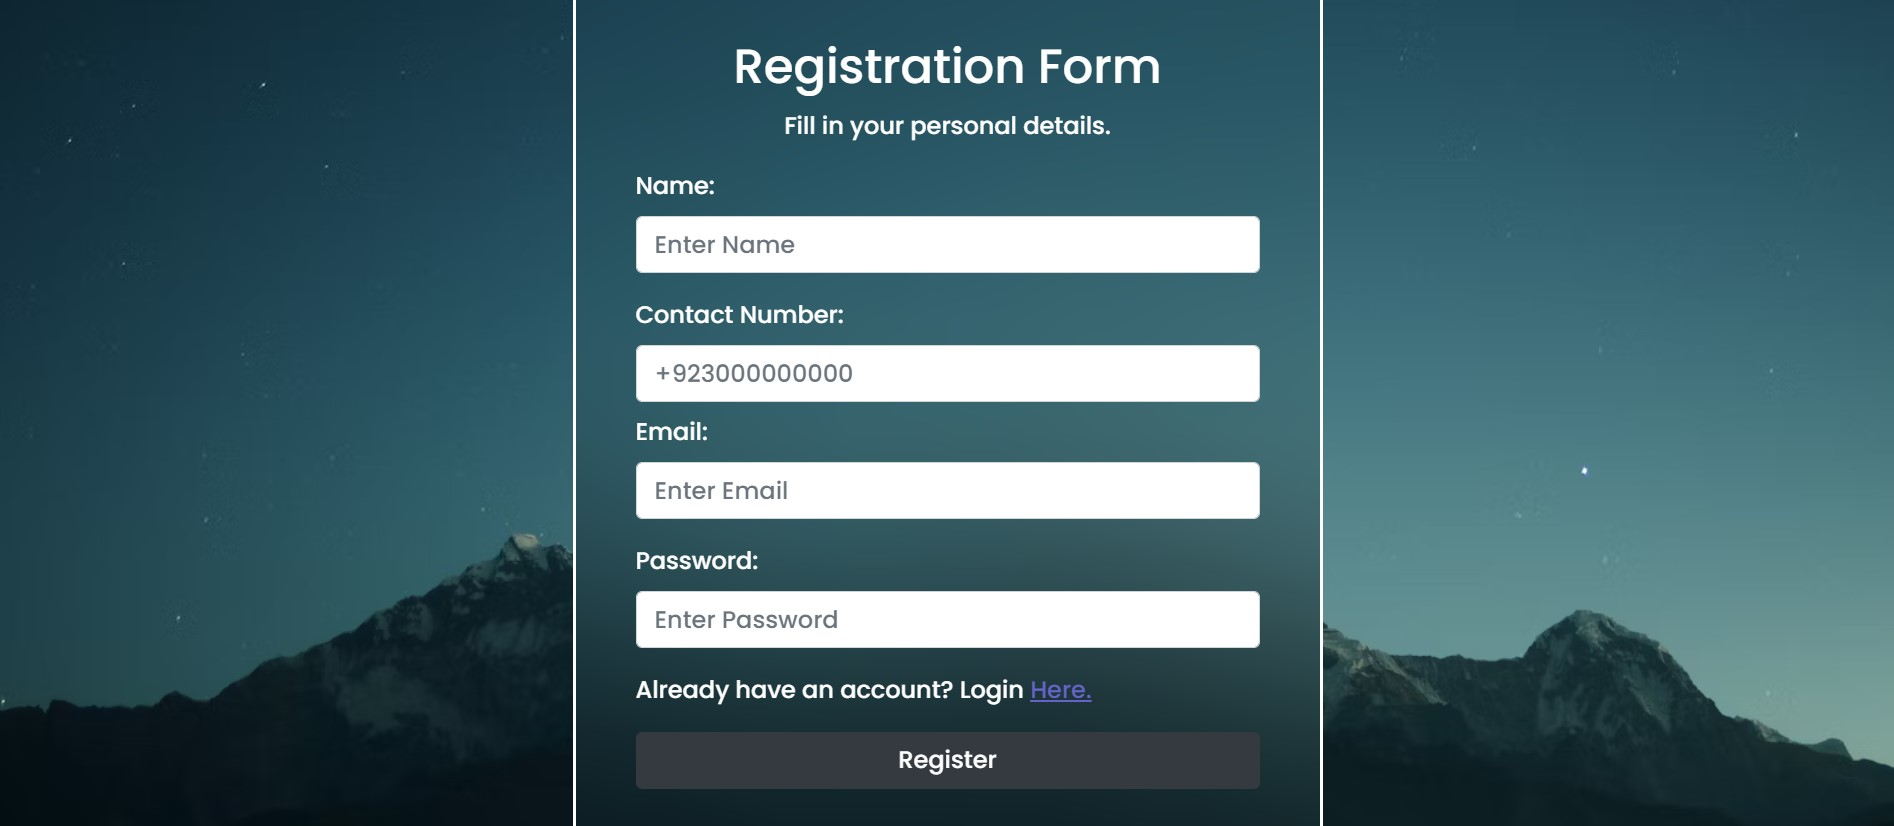 Registration Form
Fill in your personal details.
Name:
Enter Name
Contact Number:
+923000000000
Email:
Enter Email
Password:
Enter Password
Already have an account? Login Here.
Register